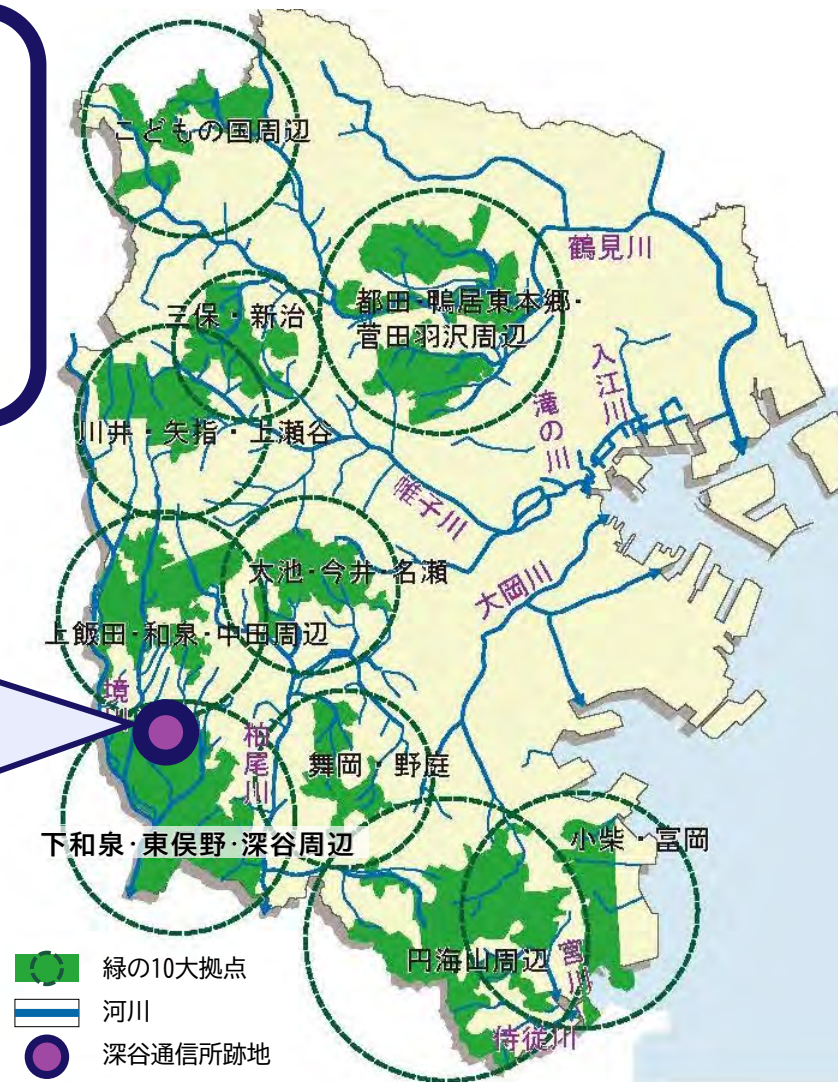 こどもの国周辺
鶴見川
都田・鴨居東本郷・
菅田羽沢周辺
三保・新治
入江川
滝の川
川井・矢指・上瀬谷
帷子川
大池・今井・名瀬
大岡川
上飯田・和泉・中田周辺
境川
柏尾川
舞岡・野庭
小柴・富岡
下和泉・東俣野・深谷周辺
円海山周辺
宮川
侍従川
緑の10大拠点
河川
深谷通信所跡地